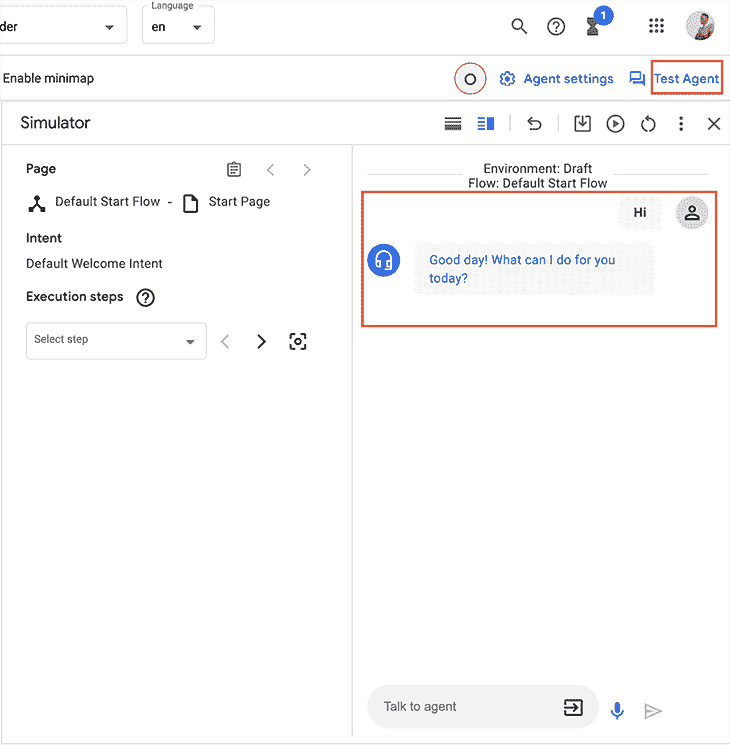 Language
der
en
1
Enable minimap
Agent settings
Test Agent
Simulator
Page
Default Start Flow - Start Page
Intent
Default Welcome Intent
Execution steps
Select step
Environment: Draft
Flow: Default Start Flow
Hi
Good day! What can I do for you
today?
Talk to agent